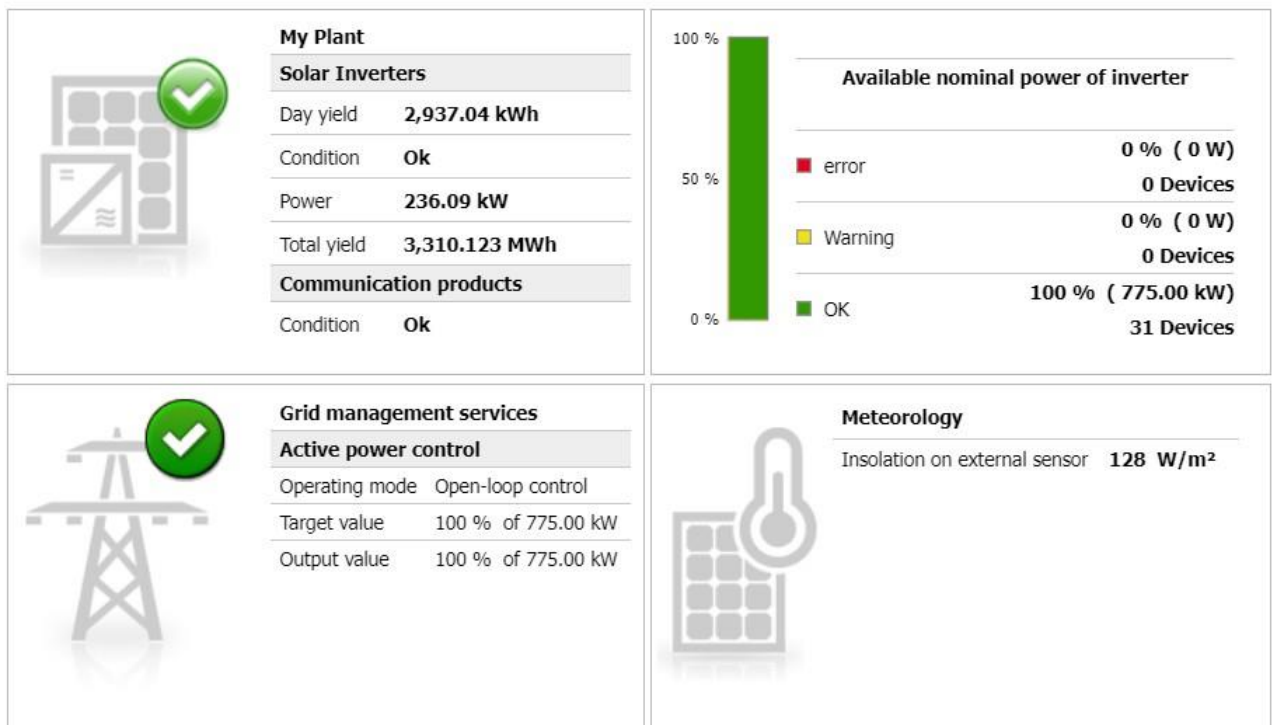 My Plant
Solar Inverters
Day yield 2,937.04 kWh
Condition Ok
Power 236.09 kW
Total yield 3,310.123 MWh
Communication products
Condition Ok
100 %
50 %
0 %
Available nominal power of inverter
error 0 % ( 0 W)
0 Devices
Warning 0 % ( 0 W)
0 Devices
OK 100 % ( 775.00 kW)
31 Devices
Grid management services
Active power control
Operating mode Open-loop control
Target value 100 % of 775.00 kW
Output value 100 % of 775.00 kW
Meteorology
Insolation on external sensor 128 W/m²